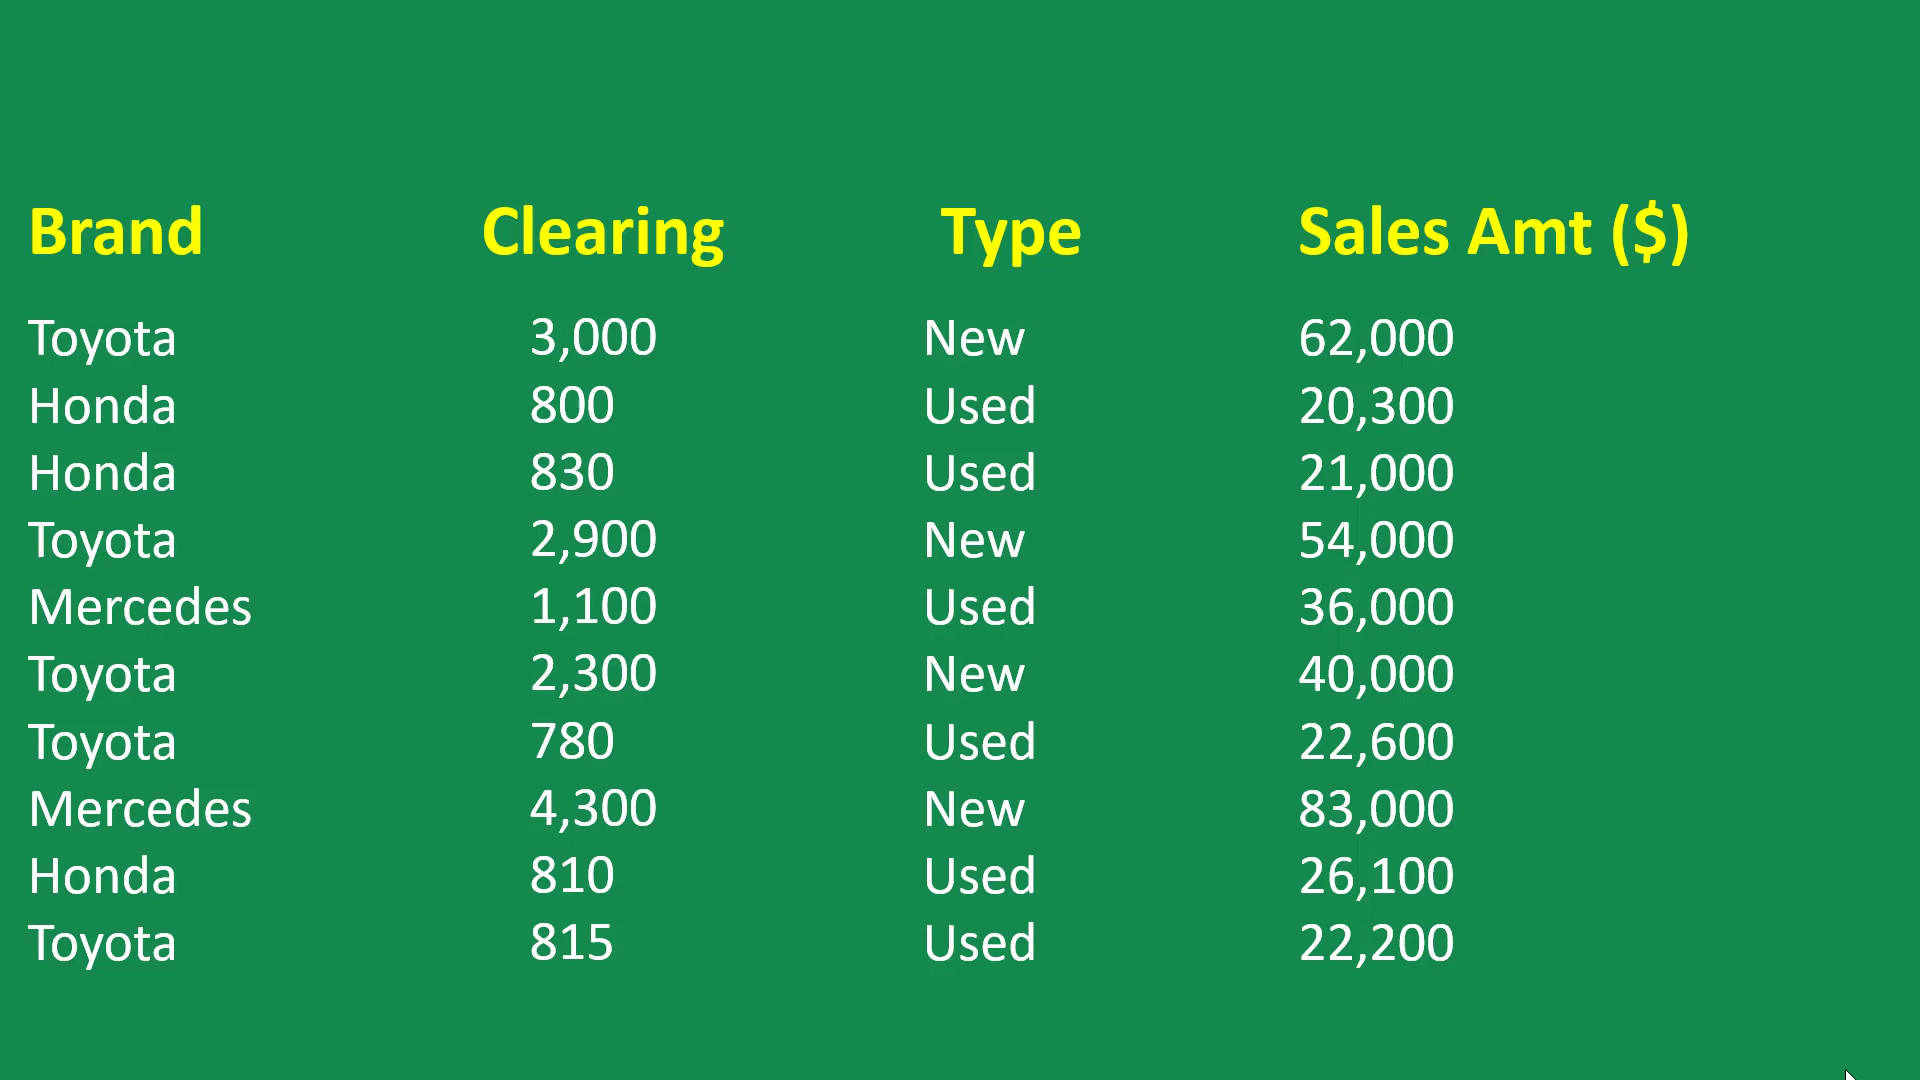 Brand Clearing Type Sales Amt ($)
Toyota 3,000 New 62,000
Honda 800 Used 20,300
Honda 830 Used 21,000
Toyota 2,900 New 54,000
Mercedes 1,100 Used 36,000
Toyota 2,300 New 40,000
Toyota 780 Used 22,600
Mercedes 4,300 New 83,000
Honda 810 Used 26,100
Toyota 815 Used 22,200